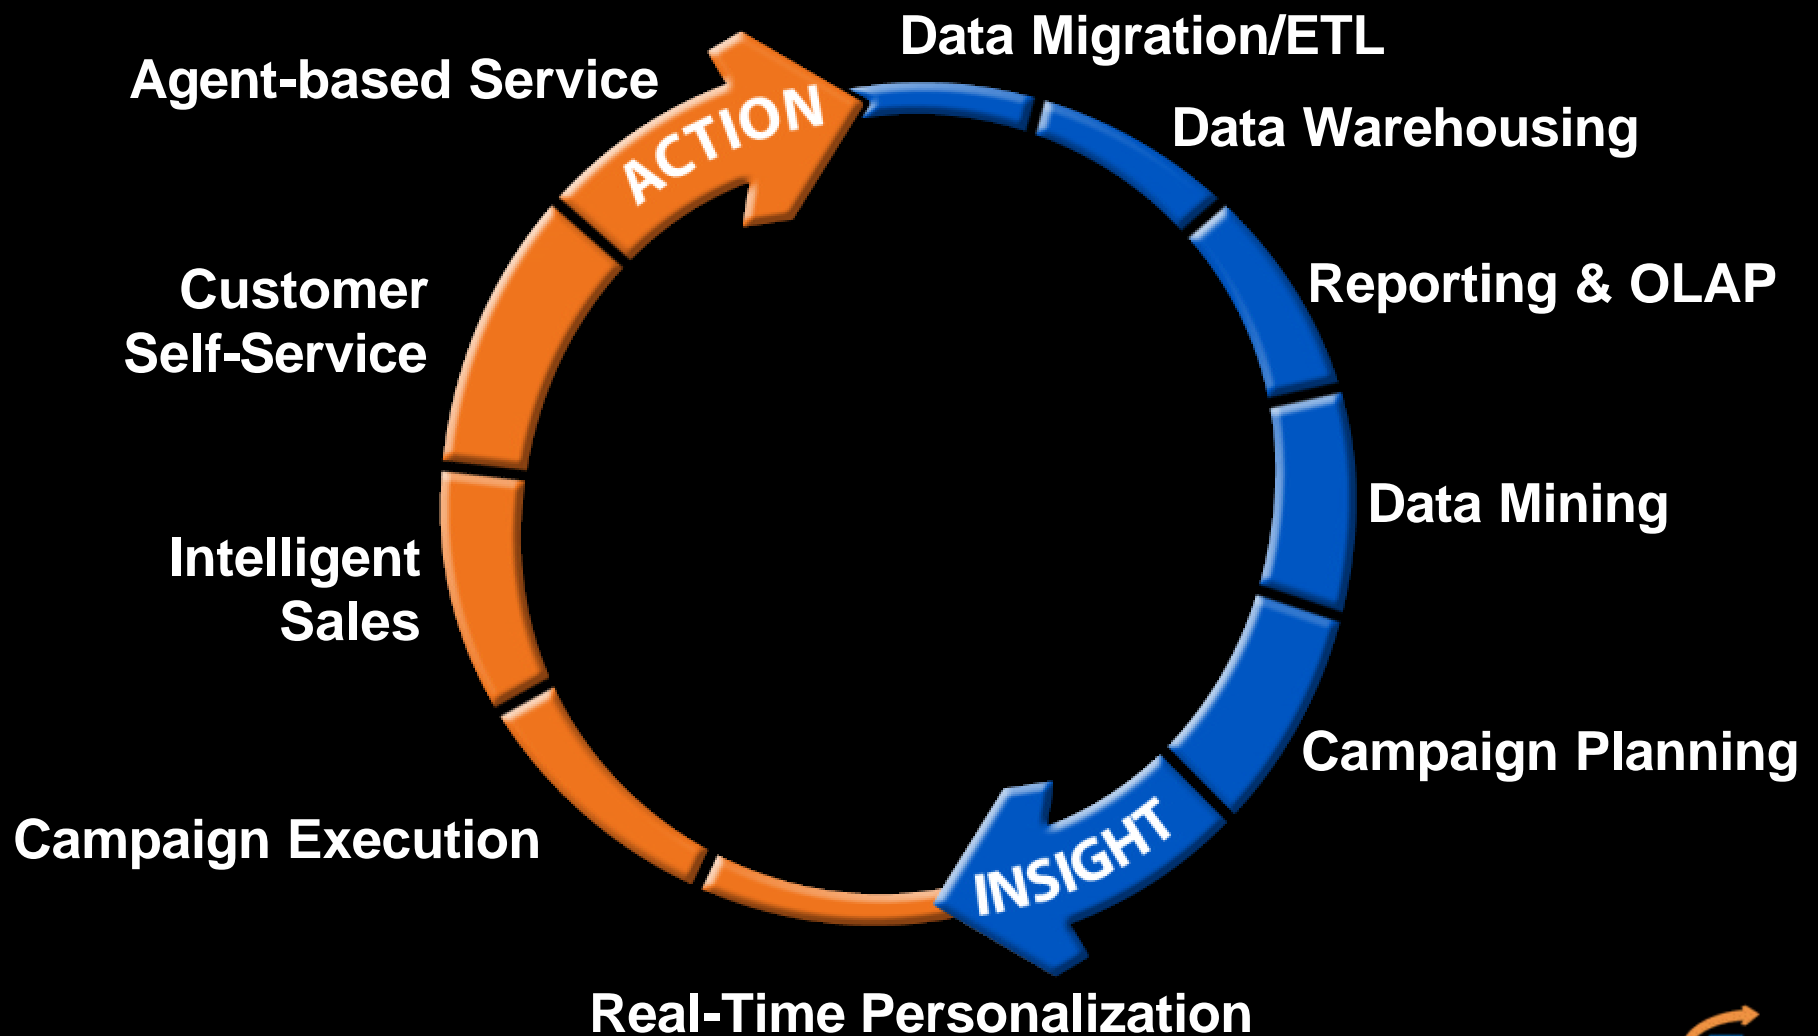 Data Migration/ETL
Agent-based Service
ACTION
Data Warehousing
Reporting & OLAP
Customer
Self-Service
Data Mining
Intelligent
Sales
Campaign Planning
Campaign Execution
INSIGHT
Real-Time Personalization